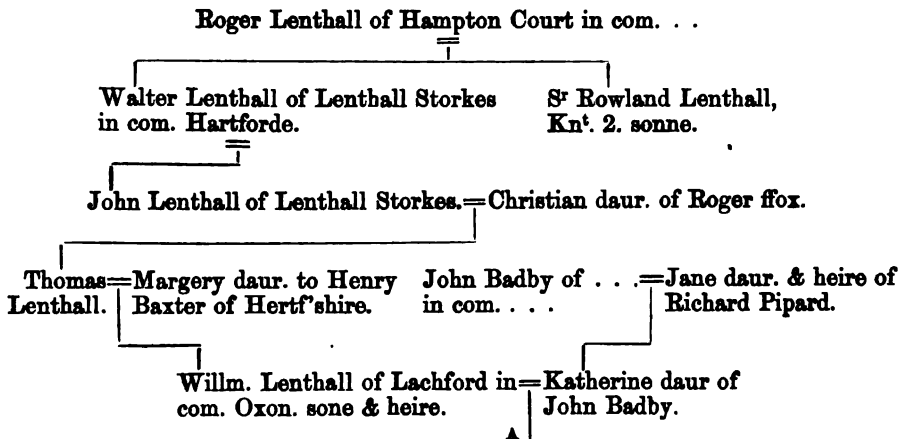 Roger Lenthall of Hampton Court in com. . .
Walter Lenthall of Lenthall Storkes
in com. Hartforde.
Sʳ Rowland Lenthall,
Knᵗ. 2. sonne.
John Lenthall of Lenthall Storkes.=Christian daur. of Roger ffox.
Thomas=Margery daur. to Henry
Lenthall. Baxter of Hertf'shire.
John Badby of . . .=Jane daur. & heire of
in com. . . . Richard Pipard.
Willm. Lenthall of Lachford in=Katherine daur of
com. Oxon. sone & heire. John Badby.